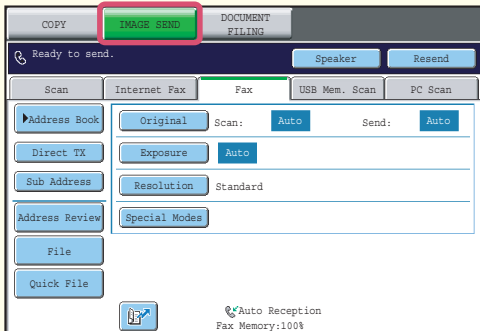 COPY
IMAGE SEND
DOCUMENT
FILING
Ready to send.
Speaker
Resend
Scan
Internet Fax
Fax
USB Mem. Scan
PC Scan
Address Book
Original
Scan:
Auto
Send:
Auto
Direct TX
Exposure
Auto
Sub Address
Resolution
Standard
Address Review
Special Modes
File
Quick File
Auto Reception
Fax Memory:100%